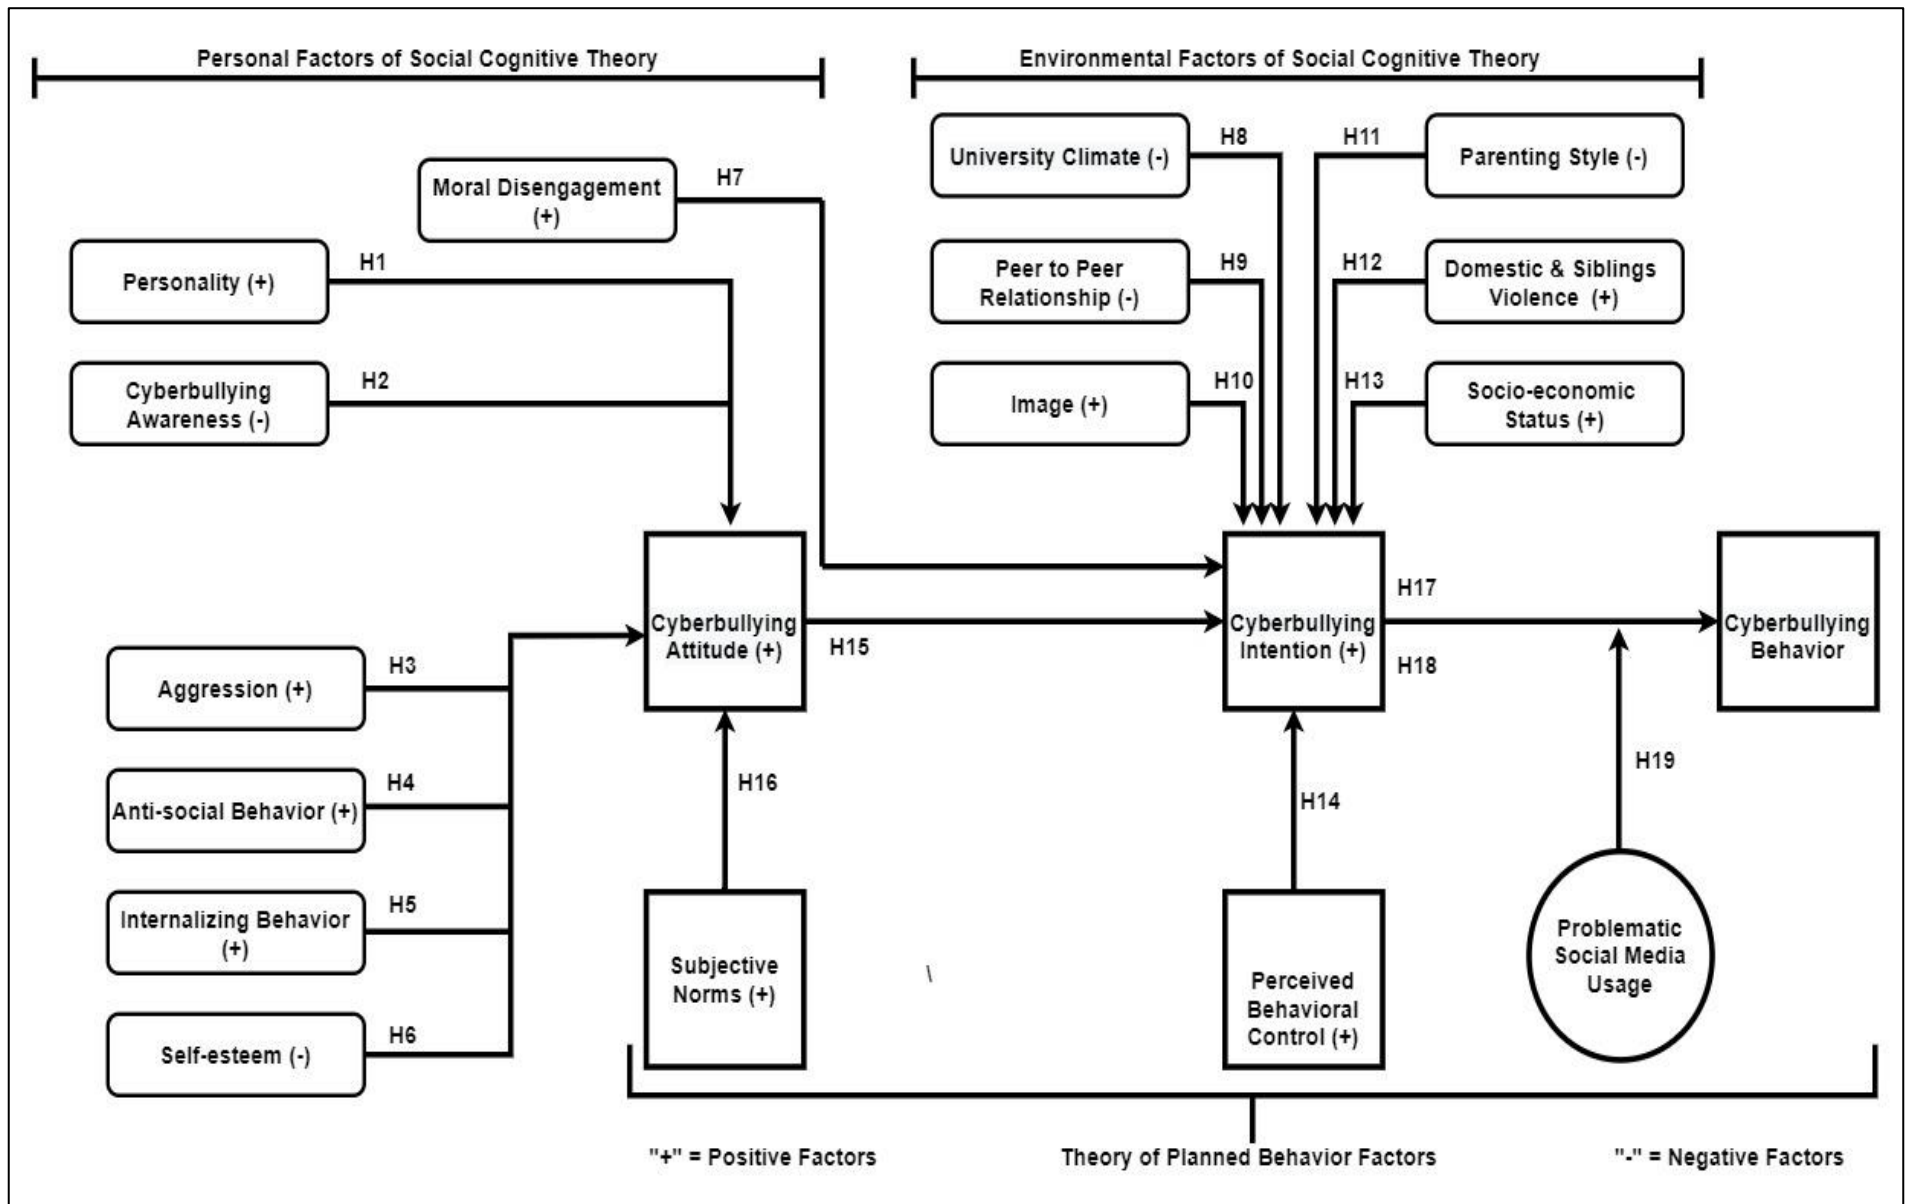 Personal Factors of Social Cognitive Theory
Environmental Factors of Social Cognitive Theory
Moral Disengagement
(+)
H7
Personality (+)
H1
Cyberbullying
Awareness (-)
H2
University Climate (-)
H8
H11
Parenting Style (-)
Peer to Peer
Relationship (-)
H9
H12
Domestic & Siblings
Violence (+)
Image (+)
H10
H13
Socio-economic
Status (+)
Aggression (+)
H3
Anti-social Behavior (+)
H4
Internalizing Behavior
(+)
H5
Self-esteem (-)
H6
Cyberbullying
Attitude (+)
H15
Cyberbullying
Intention (+)
H17
H18
Cyberbullying
Behavior
H16
H14
H19
Subjective
Norms (+)
\
Perceived
Behavioral
Control (+)
Problematic
Social Media
Usage
"+" = Positive Factors
Theory of Planned Behavior Factors
"-" = Negative Factors